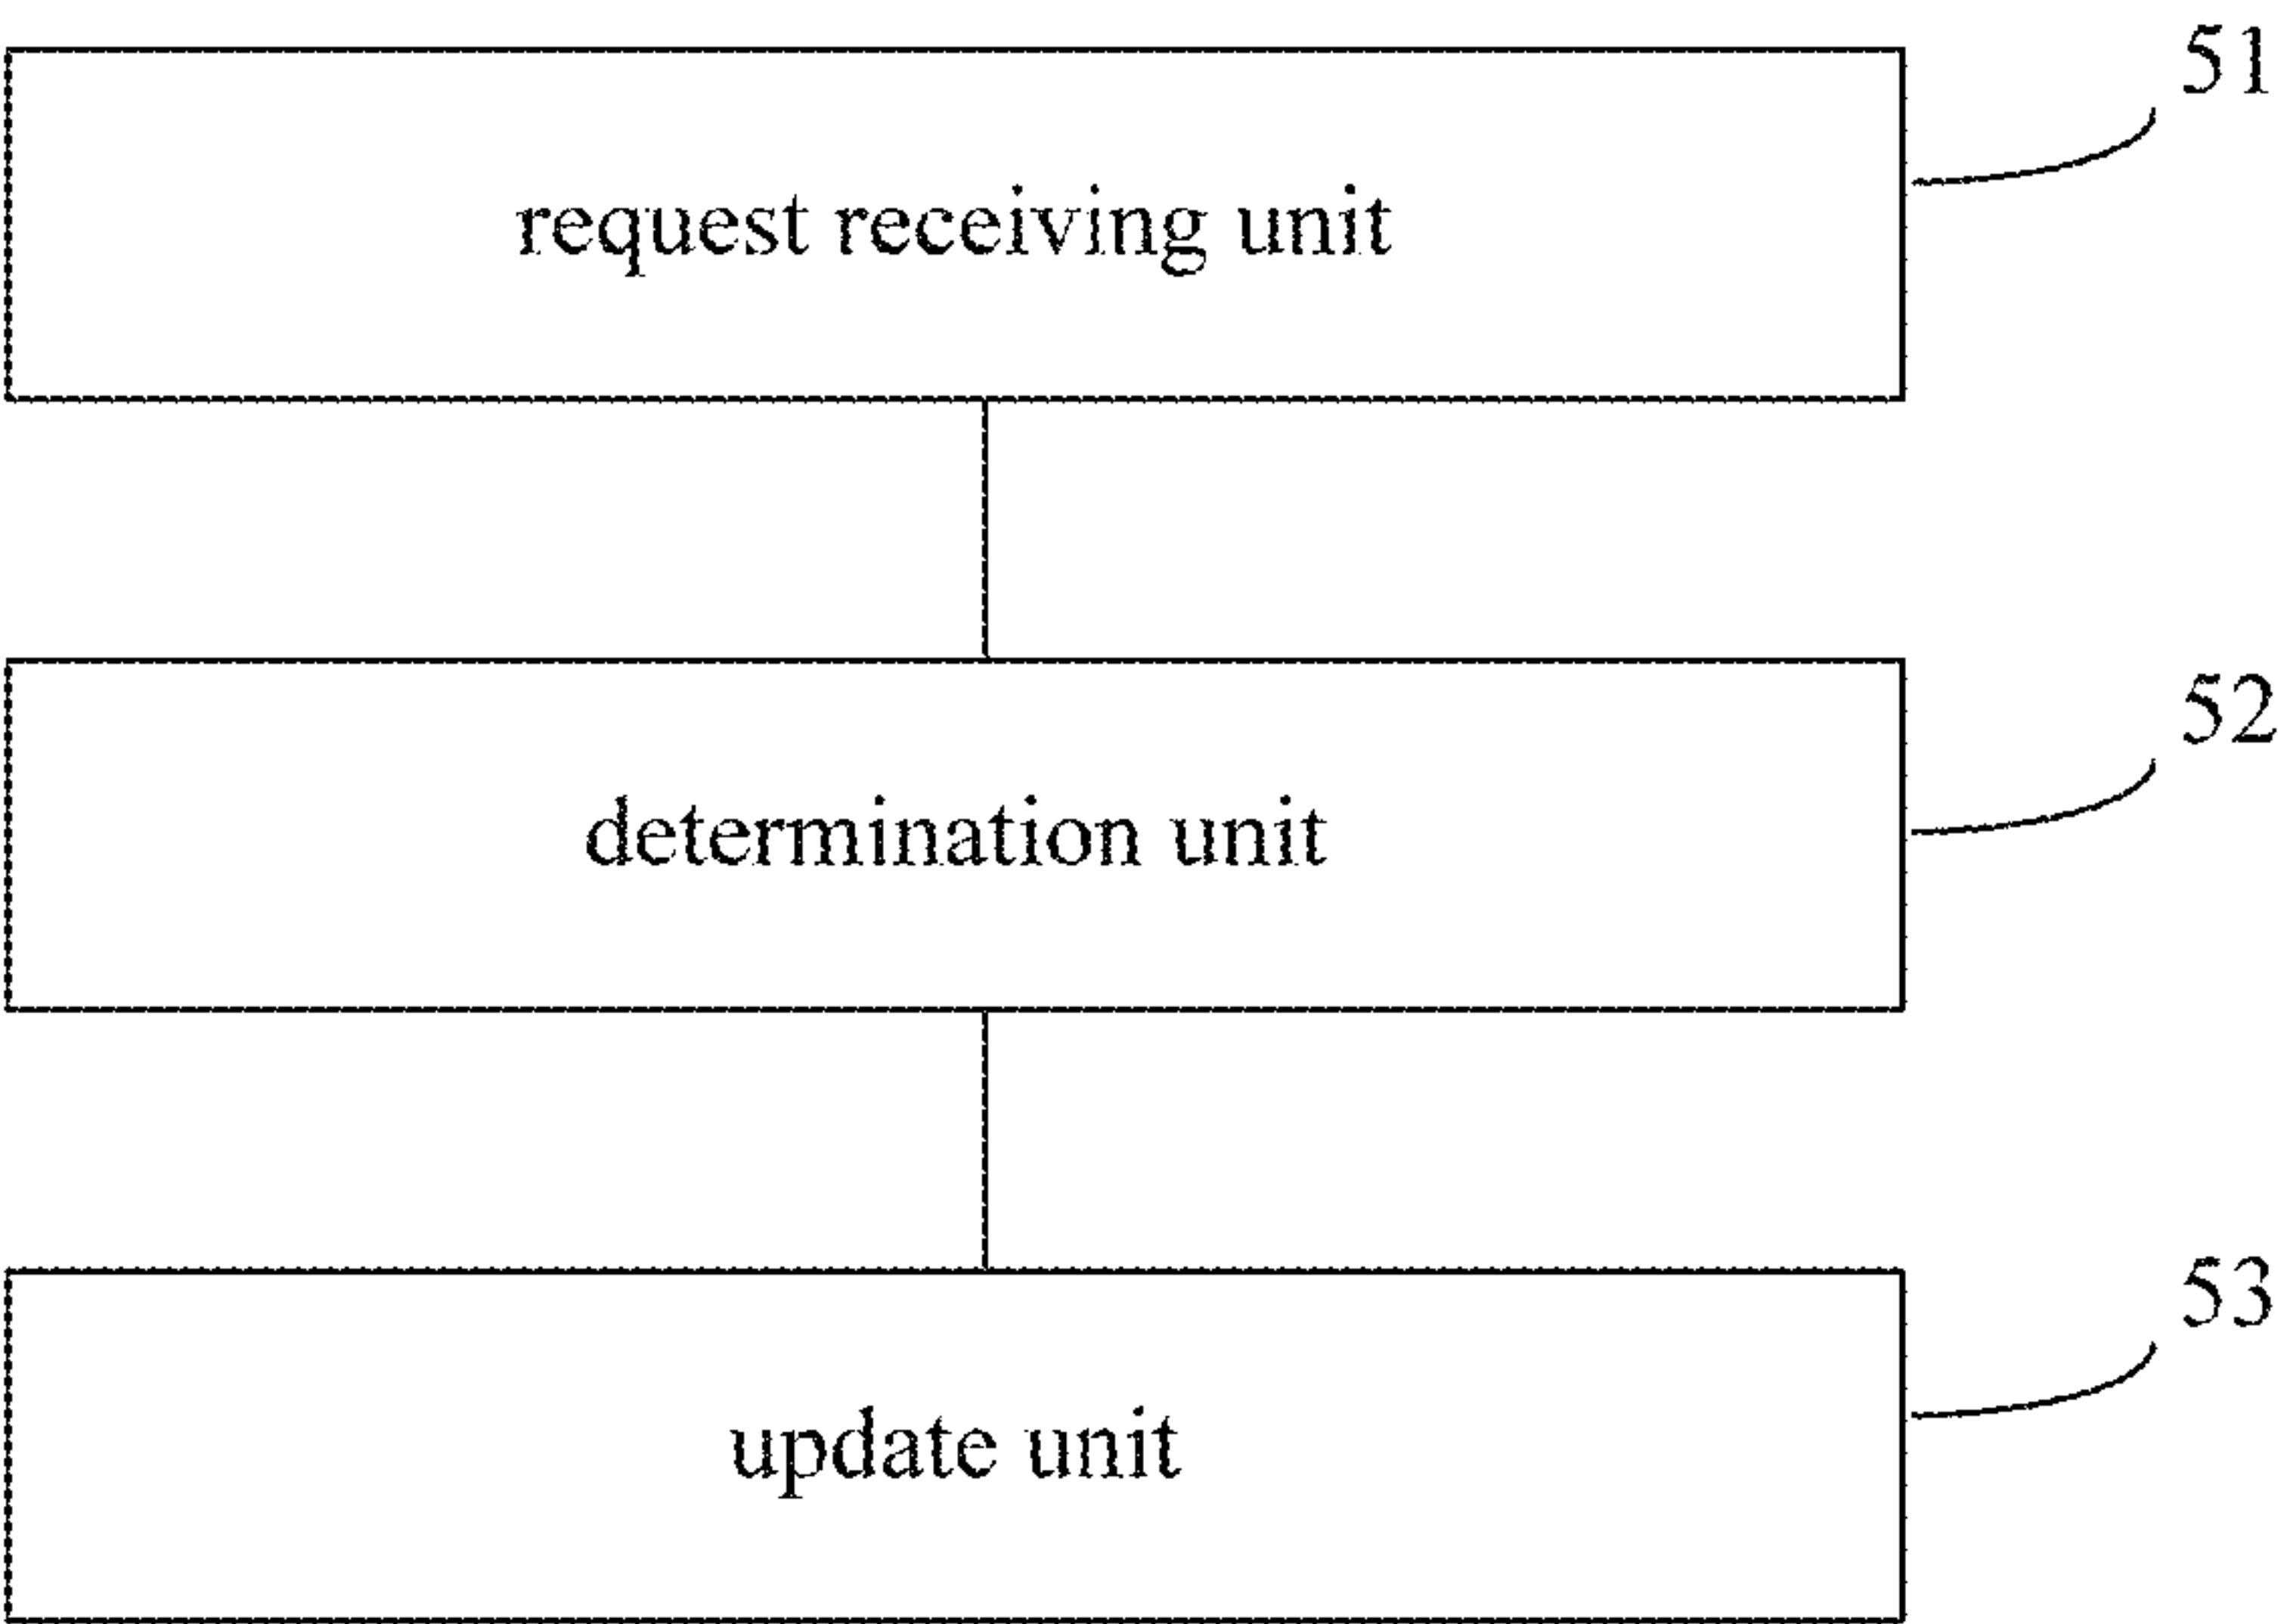 51
request receiving unit
52
determination unit
53
update unit